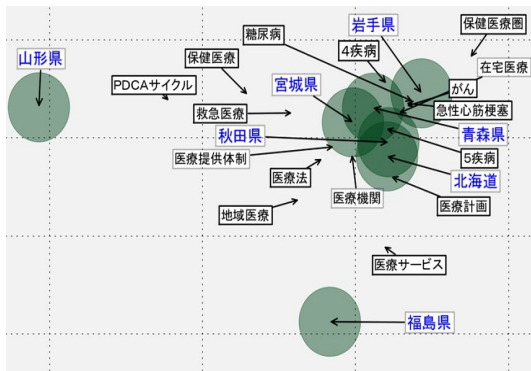 岩手県
保健医療圏
糖尿病
4疾病
山形県
保健医療
在宅医療
宮城県
PDCAサイクル
がん
救急医療
急性心筋梗塞
秋田県
青森県
医療提供体制
5疾病
医療法
北海道
医療機関
医療計画
地域医療
医療サービス
福島県